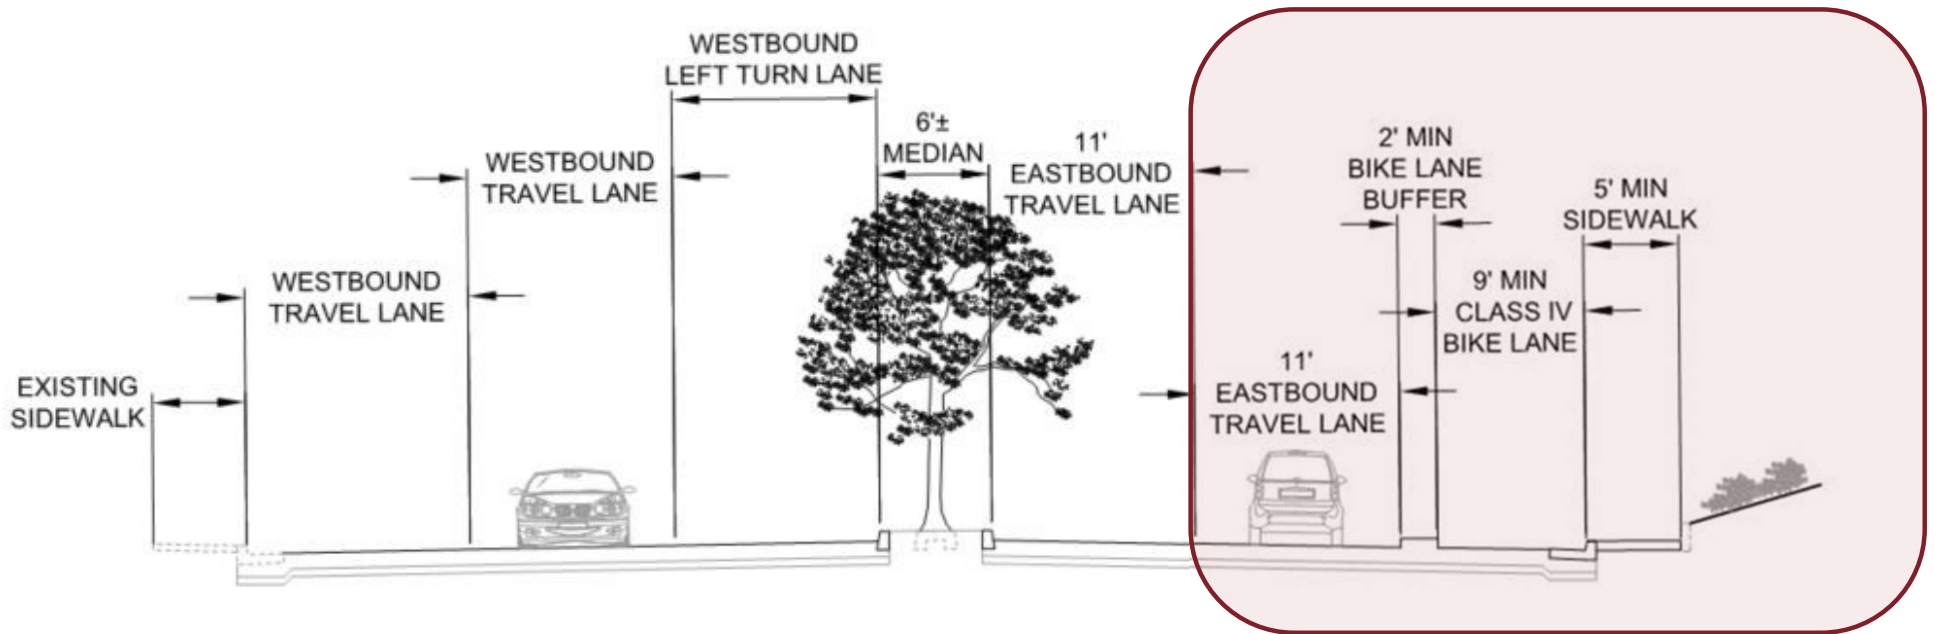 EXISTING
SIDEWALK
WESTBOUND
TRAVEL LANE
WESTBOUND
TRAVEL LANE
WESTBOUND
LEFT TURN LANE
6'±
MEDIAN
11'
EASTBOUND
TRAVEL LANE
11'
EASTBOUND
TRAVEL LANE
2' MIN
BIKE LANE
BUFFER
9' MIN
CLASS IV
BIKE LANE
5' MIN
SIDEWALK